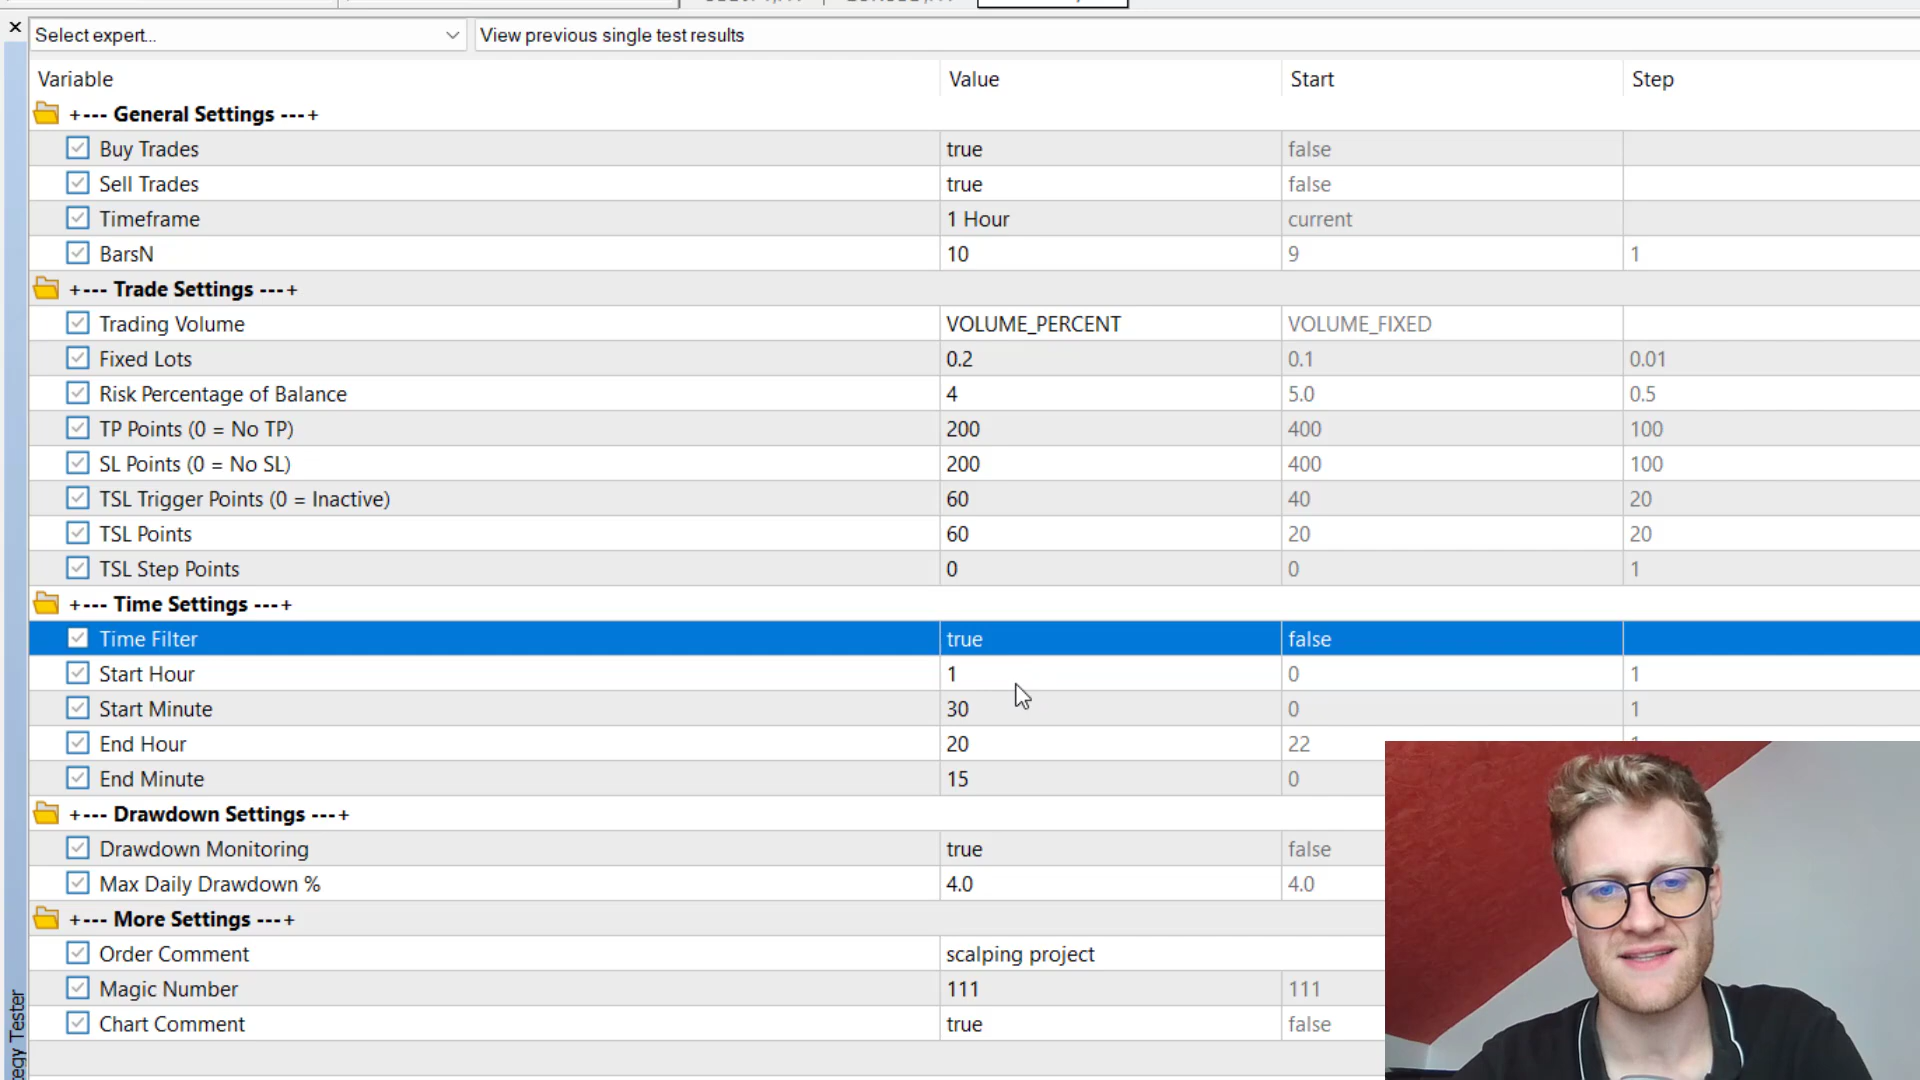 Select expert... View previous single test results
Variable Value Start Step
+--- General Settings ---+
Buy Trades true false
Sell Trades true false
Timeframe 1 Hour current
BarsN 10 9 1
+--- Trade Settings ---+
Trading Volume VOLUME_PERCENT VOLUME_FIXED
Fixed Lots 0.2 0.1 0.01
Risk Percentage of Balance 4 5.0 0.5
TP Points (0 = No TP) 200 400 100
SL Points (0 = No SL) 200 400 100
TSL Trigger Points (0 = Inactive) 60 40 20
TSL Points 60 20 20
TSL Step Points 0 0 1
+--- Time Settings ---+
Time Filter true false
Start Hour 1 0 1
Start Minute 30 0 1
End Hour 20 22
End Minute 15 0
+--- Drawdown Settings ---+
Drawdown Monitoring true false
Max Daily Drawdown % 4.0 4.0
+--- More Settings ---+
Order Comment scalping project
Magic Number 111 111
Chart Comment true false
tegy Tester